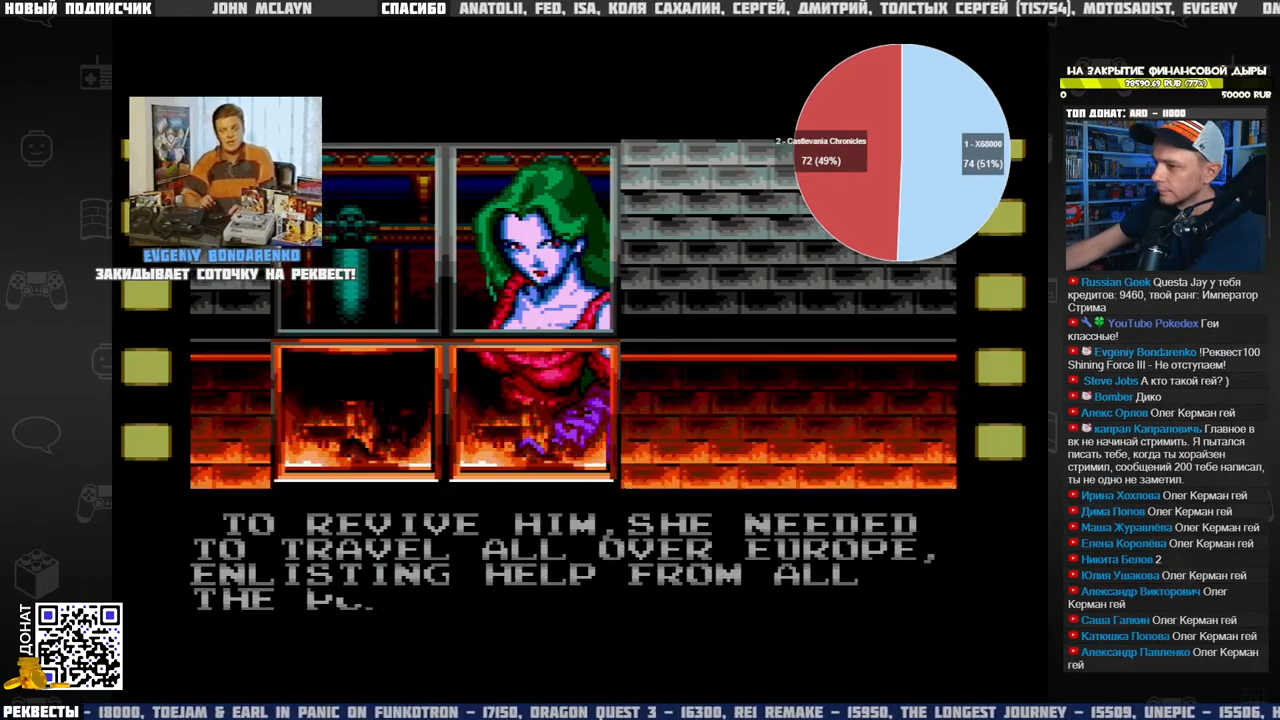 НОВЫЙ ПОДПИСЧИК JOHN MCLAYN СПАСИБО ANATOLII, FED, ISA, КОЛЯ САХАЛИН, СЕРГЕЙ, ДМИТРИЙ, ТОЛСТЫХ СЕРГЕЙ (TIS754), MOTOSADIST, EVGENY
НА ЗАКРЫТИЕ ФИНАНСОВОЙ ДЫРЫ
38590.69 RUB (77%)
0 50000 RUB
ТОП ДОНАТ: ARD - 11000
2 - Castlevania Chronicles
72 (49%)
1 - X68000
74 (51%)
EVGENIY BONDARENKO
ЗАКИДЫВАЕТ СОТОЧКУ НА РЕКВЕСТ!
TO REVIVE HIM,SHE NEEDED
TO TRAVEL ALL OVER EUROPE,
ENLISTING HELP FROM ALL
THE
Russian Geek Questa Jay у тебя
кредитов: 9460, твой ранг: Император
Стрима
YouTube Pokedex Геи
классные!
Evgeniy Bondarenko !Реквест100
Shining Force III - Не отступаем!
Steve Jobs А кто такой гей? )
Bomber Дико
Алекс Орлов Олег Керман гей
капрал Капраловичь Главное в
вк не начинай стримить. Я пытался
писать тебе, когда ты хорайзен
стримил, сообщений 200 тебе написал,
ты не одно не заметил.
Ирина Хохлова Олег Керман гей
Дима Попов Олег Керман гей
Маша Журавлёва Олег Керман гей
Елена Королёва Олег Керман гей
Никита Белов 2
Юлия Ушакова Олег Керман гей
Александр Викторович Олег
Керман гей
Саша Галкин Олег Керман гей
Катюшка Попова Олег Керман гей
Александр Павленко Олег Керман
гей
ДОНАТ
РЕКВЕСТЫ - 18000, TOEJAM & EARL IN PANIC ON FUNKOTRON - 17150, DRAGON QUEST 3 - 16300, REI REMAKE - 15950, THE LONGEST JOURNEY - 15509, UNEPIC - 15506,